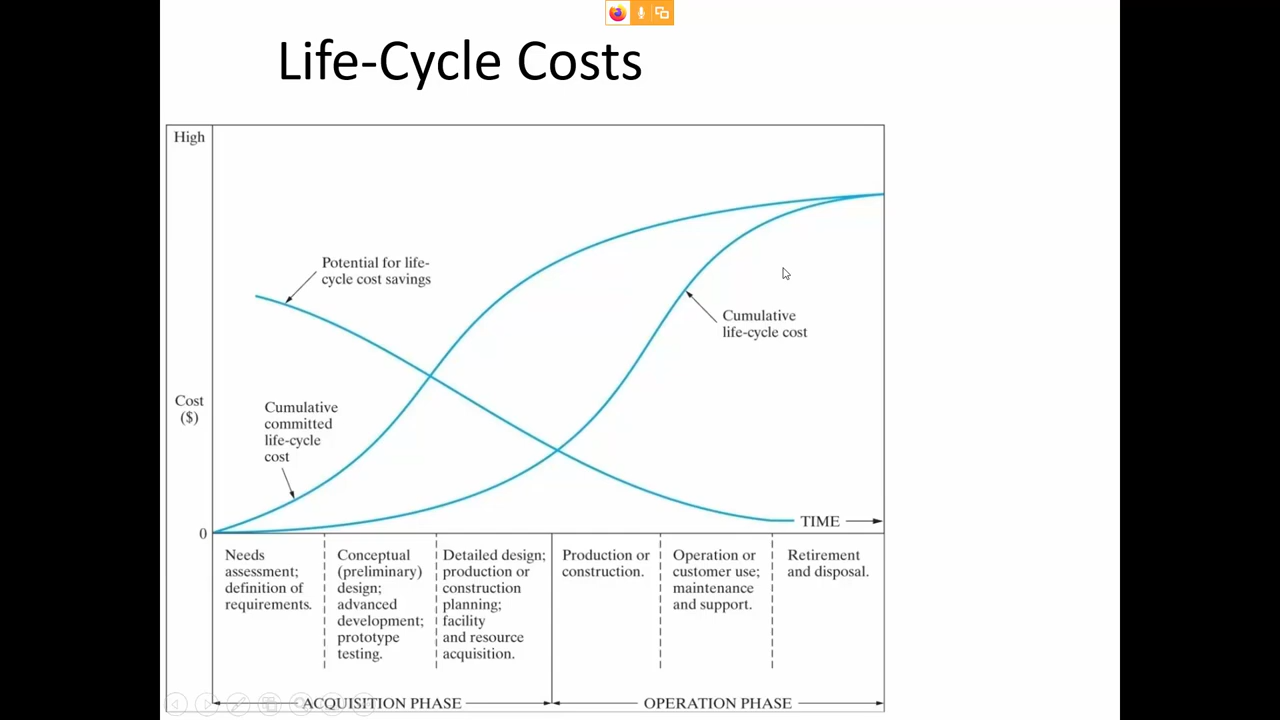 Life-Cycle Costs
High
Potential for life-
cycle cost savings
Cumulative
life-cycle cost
Cost
($)
Cumulative
committed
life-cycle
cost
TIME
0
Needs
assessment;
definition of
requirements.
Conceptual
(preliminary)
design;
advanced
development;
prototype
testing.
Detailed design;
production or
construction
planning;
facility
and resource
acquisition.
Production or
construction.
Operation or
customer use;
maintenance
and support.
Retirement
and disposal.
ACQUISITION PHASE
OPERATION PHASE